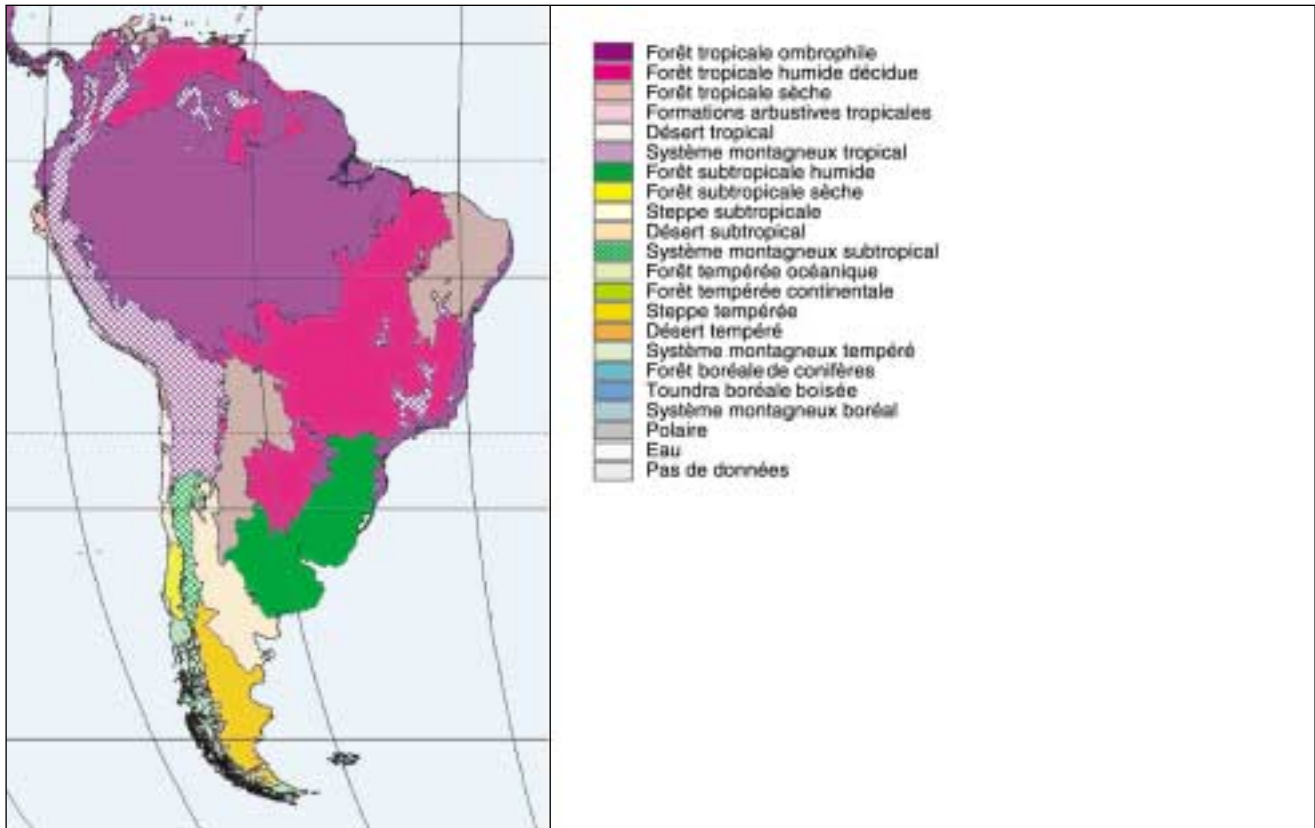 Forêt tropicale ombrophile
Forêt tropicale humide décidue
Forêt tropicale sèche
Formations arbustives tropicales
Désert tropical
Système montagneux tropical
Forêt subtropicale humide
Forêt subtropicale sèche
Steppe subtropicale
Désert subtropical
Système montagneux subtropical
Forêt tempérée océanique
Forêt tempérée continentale
Steppe tempérée
Désert tempéré
Système montagneux tempéré
Forêt boréale de conifères
Toundra boréale boisée
Système montagneux boréal
Polaire
Eau
Pas de données